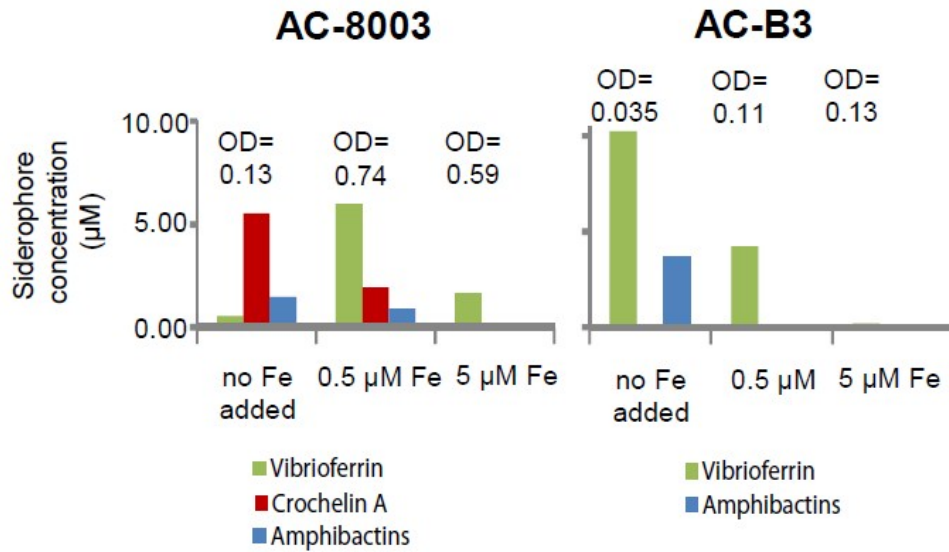 AC-8003
AC-B3
OD=
0.13
OD=
0.74
OD=
0.59
OD=
0.035
OD=
0.11
OD=
0.13
Siderophore
concentration
(µM)
10.00
5.00
0.00
no Fe
added
0.5 µM Fe
5 µM Fe
no Fe
added
0.5 µM
5 µM Fe
Vibrioferrin
Crochelin A
Amphibactins
Vibrioferrin
Amphibactins